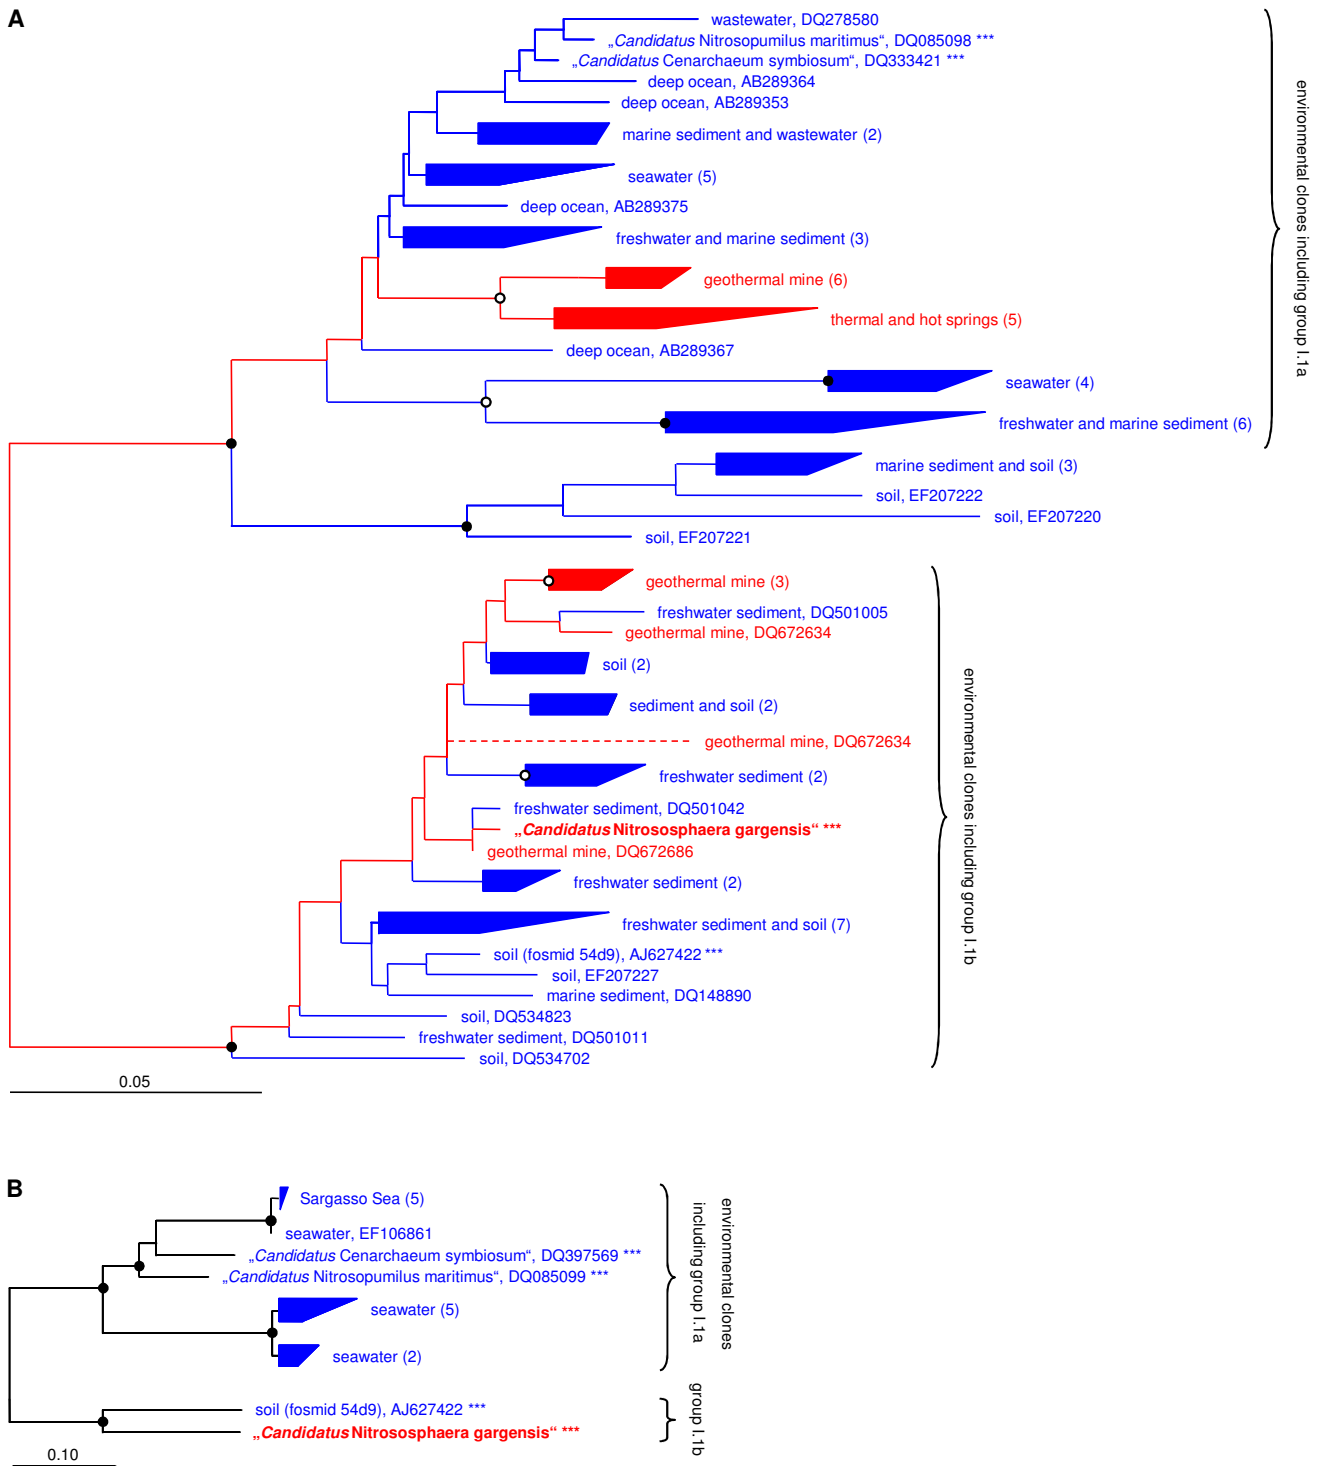 A
wastewater, DQ278580
„Candidatus Nitrosopumilus maritimus“, DQ085098 ***
„Candidatus Cenarchaeum symbiosum“, DQ333421 ***
deep ocean, AB289364
deep ocean, AB289353
marine sediment and wastewater (2)
seawater (5)
deep ocean, AB289375
freshwater and marine sediment (3)
geothermal mine (6)
thermal and hot springs (5)
deep ocean, AB289367
seawater (4)
freshwater and marine sediment (6)
environmental clones including group I.1a
marine sediment and soil (3)
soil, EF207222
soil, EF207220
soil, EF207221
geothermal mine (3)
freshwater sediment, DQ501005
geothermal mine, DQ672634
soil (2)
sediment and soil (2)
geothermal mine, DQ672634
freshwater sediment (2)
freshwater sediment, DQ501042
„Candidatus Nitrososphaera gargensis“ ***
geothermal mine, DQ672686
freshwater sediment (2)
freshwater sediment and soil (7)
soil (fosmid 54d9), AJ627422 ***
soil, EF207227
marine sediment, DQ148890
soil, DQ534823
freshwater sediment, DQ501011
soil, DQ534702
environmental clones including group I.1b
0.05
B
Sargasso Sea (5)
seawater, EF106861
„Candidatus Cenarchaeum symbiosum“, DQ397569 ***
„Candidatus Nitrosopumilus maritimus“, DQ085099 ***
seawater (5)
seawater (2)
environmental clones
including group I.1a
soil (fosmid 54d9), AJ627422 ***
„Candidatus Nitrososphaera gargensis“ ***
group I.1b
0.10